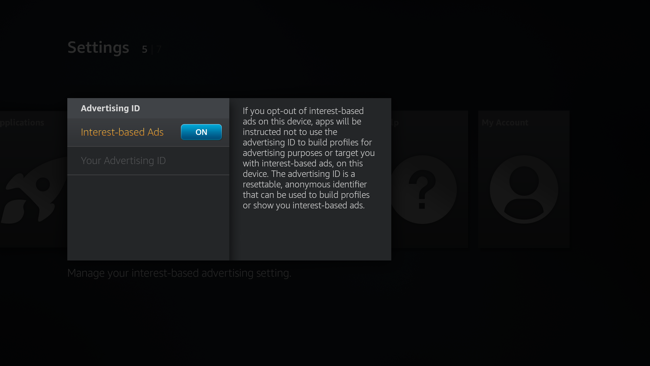 Settings 5
Advertising ID
Interest-based Ads ON
Your Advertising ID
If you opt-out of interest-based
ads on this device, apps will be
instructed not to use the
advertising ID to build profiles for
advertising purposes or target you
with interest-based ads, on this
device. The advertising ID is a
resettable, anonymous identifier
that can be used to build profiles
or show you interest-based ads.
My Account
Manage your interest-based advertising setting.